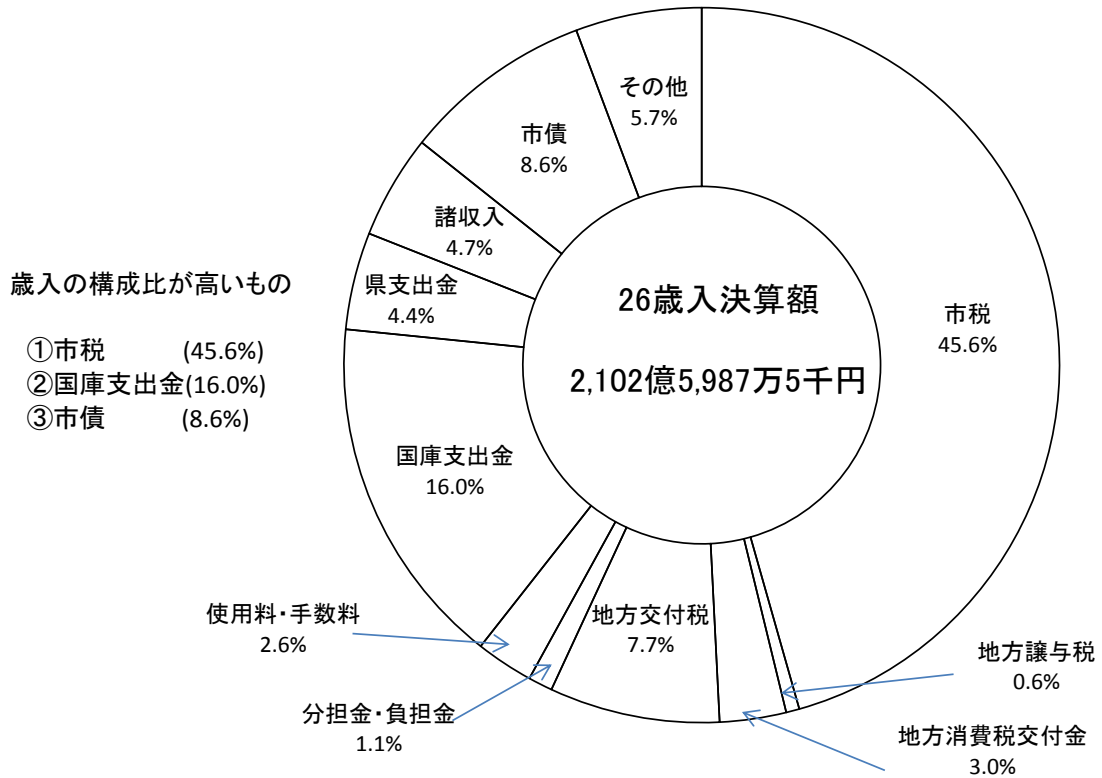 その他
5.7%
市債
8.6%
諸収入
4.7%
県支出金
4.4%
歳入の構成比が高いもの
①市税 (45.6%)
②国庫支出金(16.0%)
③市債 (8.6%)
26歳入決算額
2,102億5,987万5千円
市税
45.6%
国庫支出金
16.0%
使用料・手数料
2.6%
地方交付税
7.7%
分担金・負担金
1.1%
地方譲与税
0.6%
地方消費税交付金
3.0%